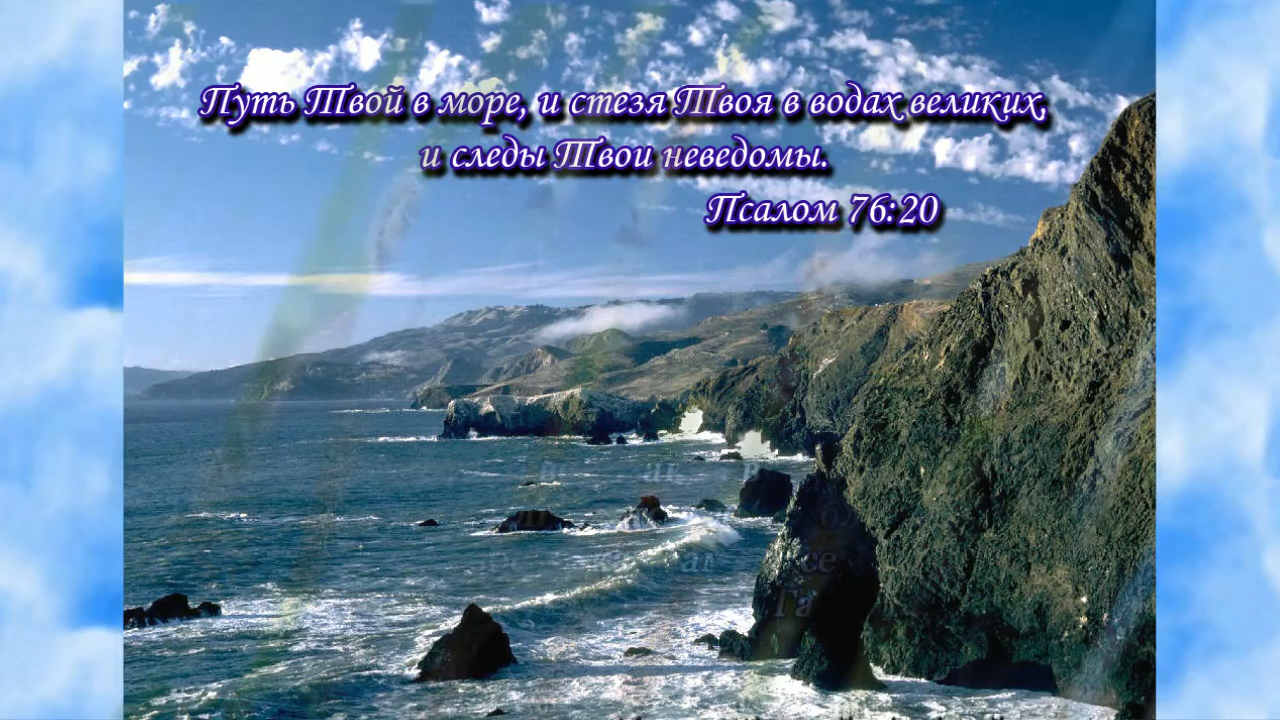 Путь Твой в море, и стезя Твоя в водах великих,
и следы Твои неведомы.
Псалом 76:20